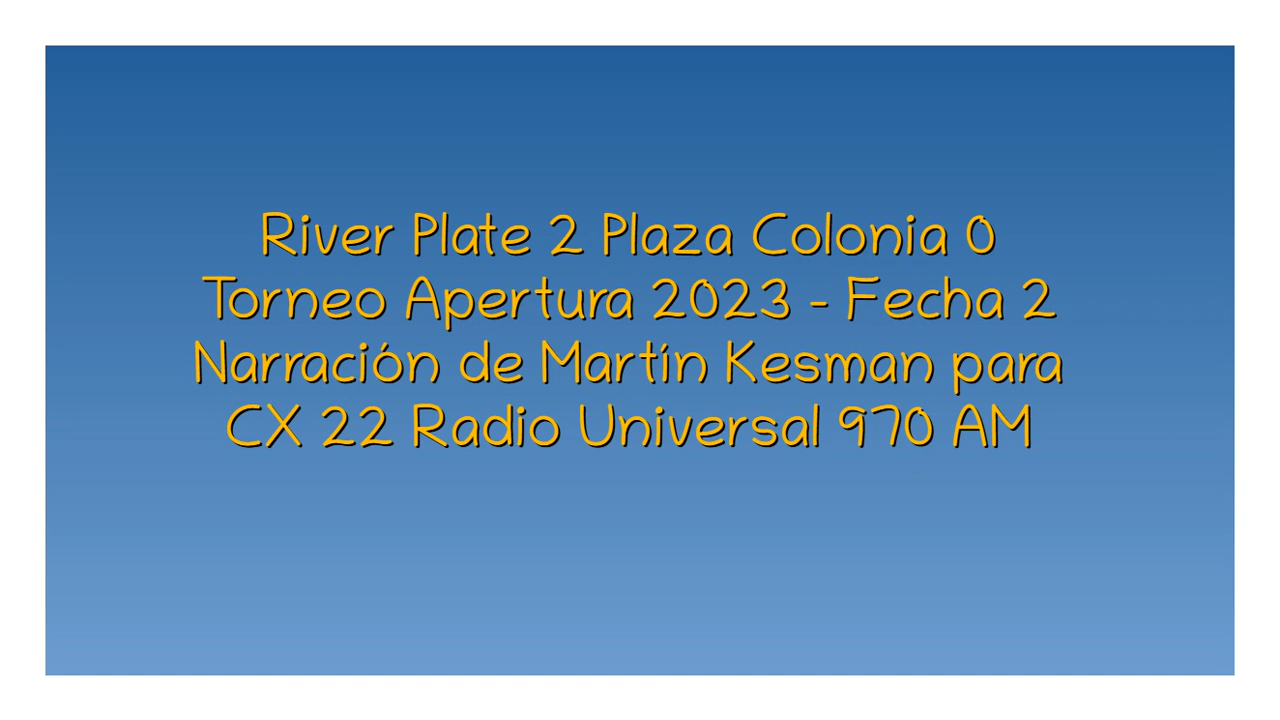 River Plate 2 Plaza Colonia 0
Torneo Apertura 2023 - Fecha 2
Narración de Martín Kesman para
CX 22 Radio Universal 970 AM